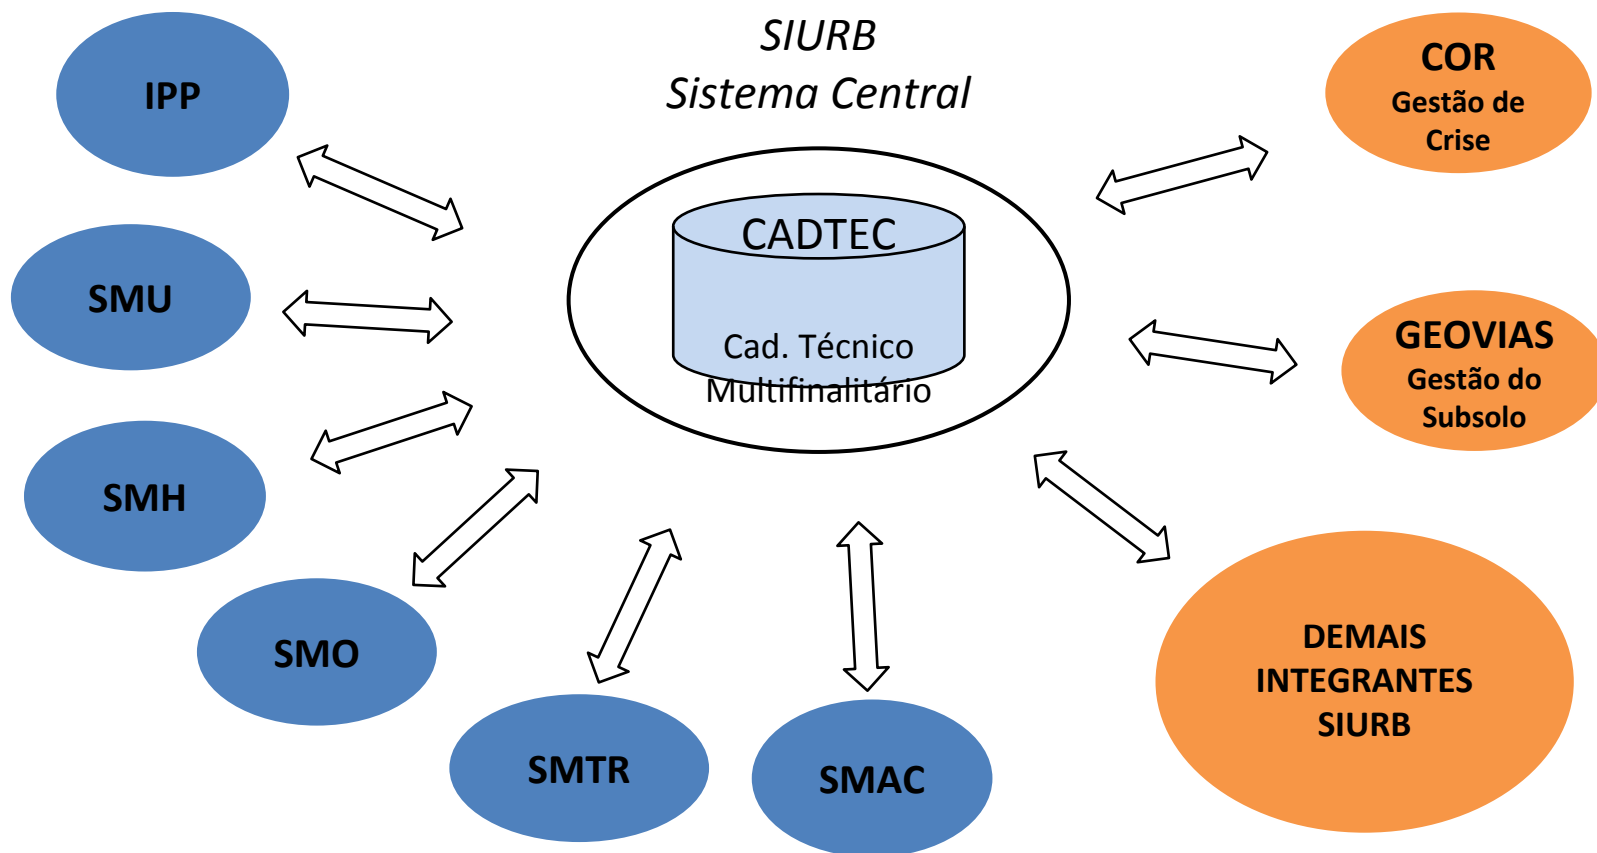 SIURB
Sistema Central
IPP
SMU
SMH
SMO
SMTR
SMAC
CADTEC
Cad. Técnico
Multifinalitário
COR
Gestão de
Crise
GEOVIAS
Gestão do
Subsolo
DEMAIS
INTEGRANTES
SIURB